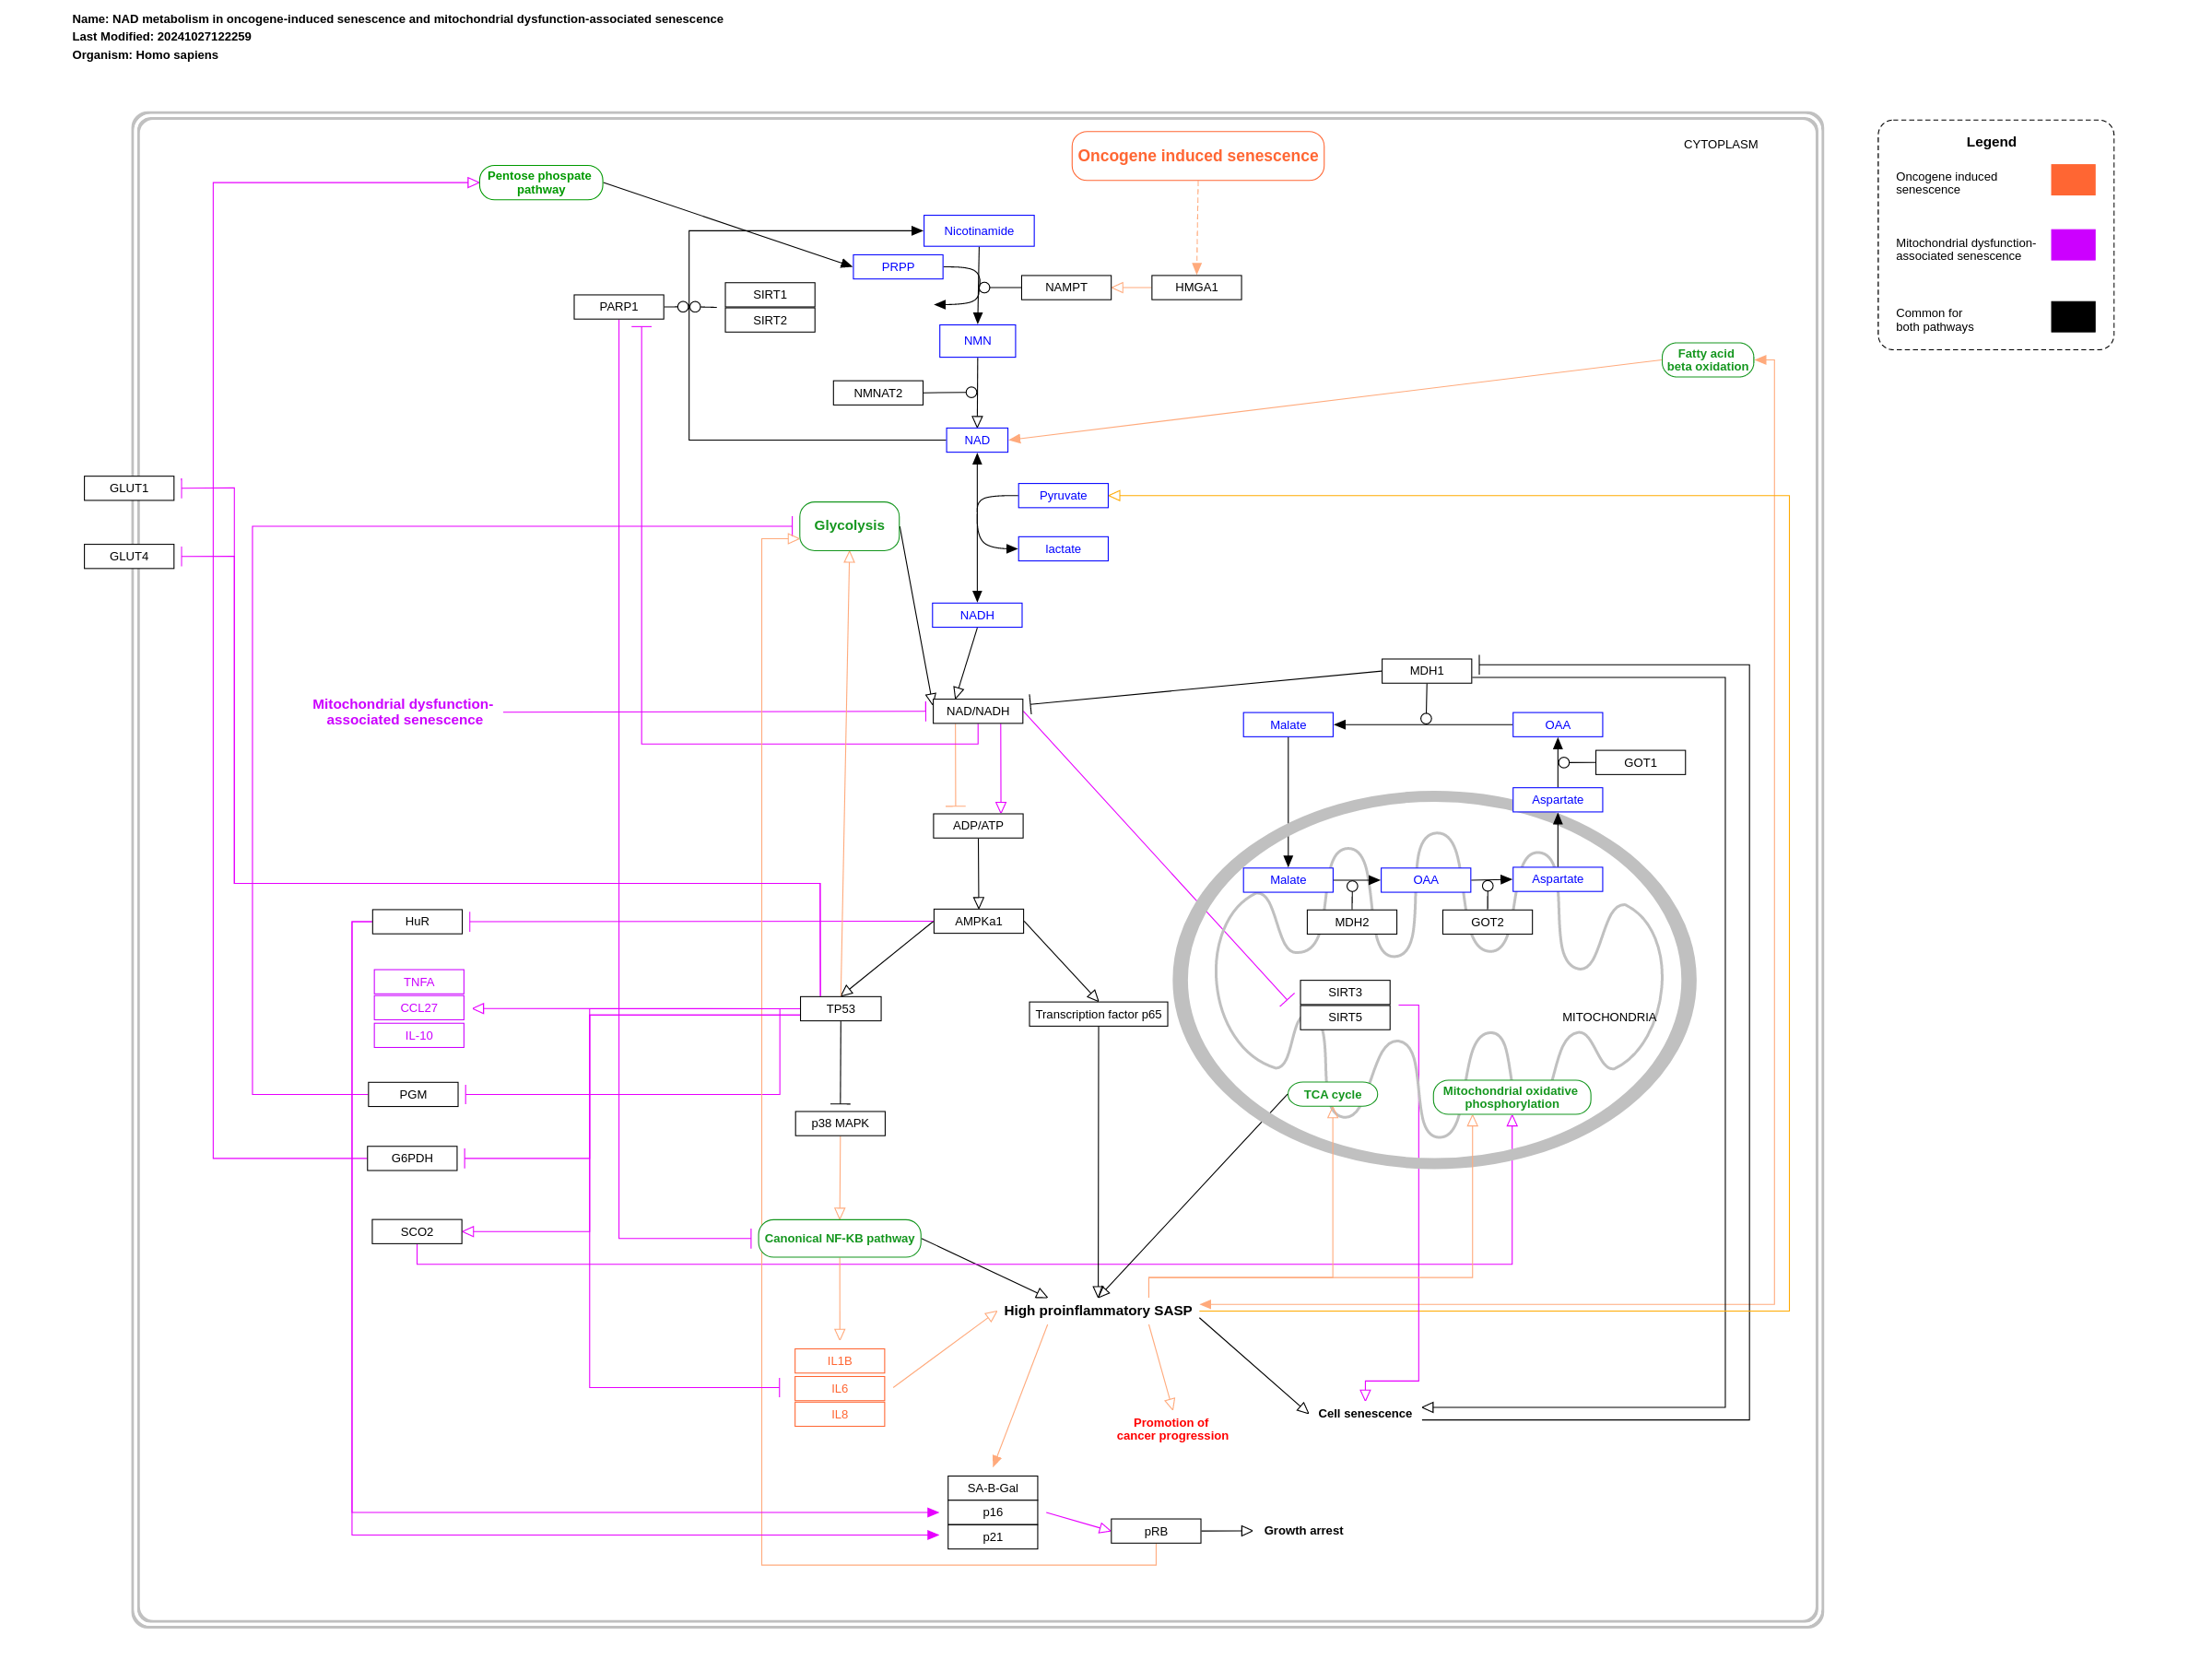 Name: NAD metabolism in oncogene-induced senescence and mitochondrial dysfunction-associated senescence
Last Modified: 20241027122259
Organism: Homo sapiens
CYTOPLASM
Legend
Oncogene induced
senescence
Mitochondrial dysfunction-
associated senescence
Common for
both pathways
Oncogene induced senescence
Pentose phospate
pathway
Nicotinamide
PRPP
NAMPT
HMGA1
PARP1
SIRT1
SIRT2
NMN
Fatty acid
beta oxidation
NMNAT2
NAD
GLUT1
Pyruvate
Glycolysis
GLUT4
lactate
NADH
MDH1
Mitochondrial dysfunction-
associated senescence
NAD/NADH
Malate
OAA
GOT1
Aspartate
ADP/ATP
Malate
OAA
Aspartate
HuR
AMPKa1
MDH2
GOT2
TNFA
CCL27
IL-10
TP53
Transcription factor p65
SIRT3
SIRT5
MITOCHONDRIA
PGM
p38 MAPK
TCA cycle
Mitochondrial oxidative
phosphorylation
G6PDH
SCO2
Canonical NF-KB pathway
High proinflammatory SASP
IL1B
IL6
IL8
Promotion of
cancer progression
Cell senescence
SA-B-Gal
p16
p21
pRB
Growth arrest